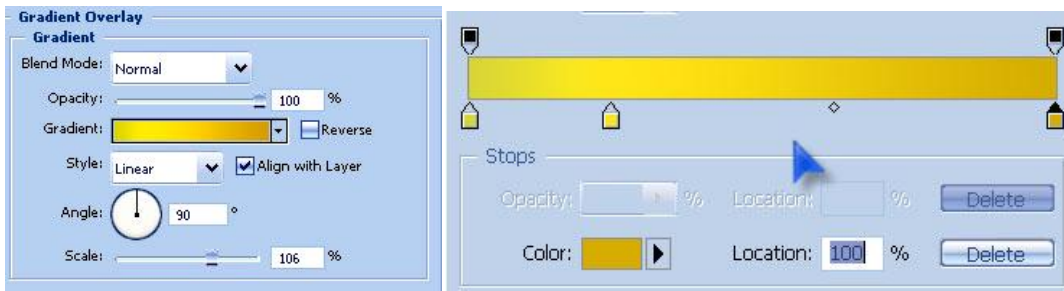 Gradient Overlay
Gradient
Blend Mode: Normal
Opacity: 100 %
Gradient: Reverse
Style: Linear Align with Layer
Angle: 90 °
Scale: 106 %
Stops
Opacity: % Location: % Delete
Color: Location: 100 % Delete